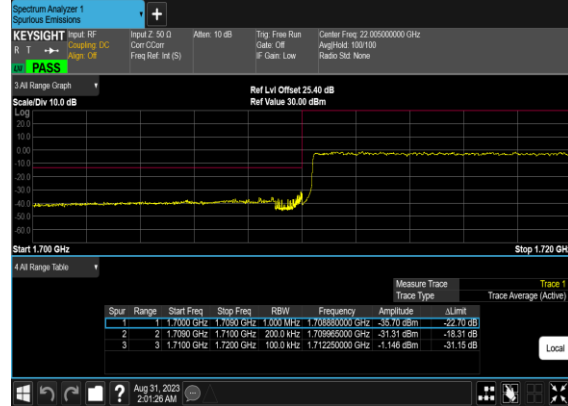 Spectrum Analyzer 1
Spurious Emissions
+
KEYSIGHT Input: RF Input Z: 50 Ω Atten: 10 dB Trig: Free Run Center Freq: 22.005000000 GHz
R T Coupling: DC Corr CCorr Gate: Off Avg|Hold: 100/100
Align: Off Freq Ref: Int (S) IF Gain: Low Radio Std: None
PASS
3 All Range Graph
Ref Lvl Offset 25.40 dB
Scale/Div 10.0 dB Ref Value 30.00 dBm
Log
20.0
10.0
0.00
-10.0
-20.0
-30.0
-40.0
-50.0
-60.0
Start 1.700 GHz Stop 1.720 GH
4 All Range Table
Measure Trace Trace 1
Trace Type Trace Average (Active)
Spur Range Start Freq Stop Freq RBW Frequency Amplitude ΔLimit
1 1 1.7000 GHz 1.7090 GHz 1.000 MHz 1.708880000 GHz -35.70 dBm -22.70 dB
2 2 1.7090 GHz 1.7100 GHz 200.0 kHz 1.709965000 GHz -31.31 dBm -18.31 dB
3 3 1.7100 GHz 1.7200 GHz 100.0 kHz 1.712250000 GHz -1.146 dBm -31.15 dB
Local
? Aug 31, 2023
2:01:26 AM